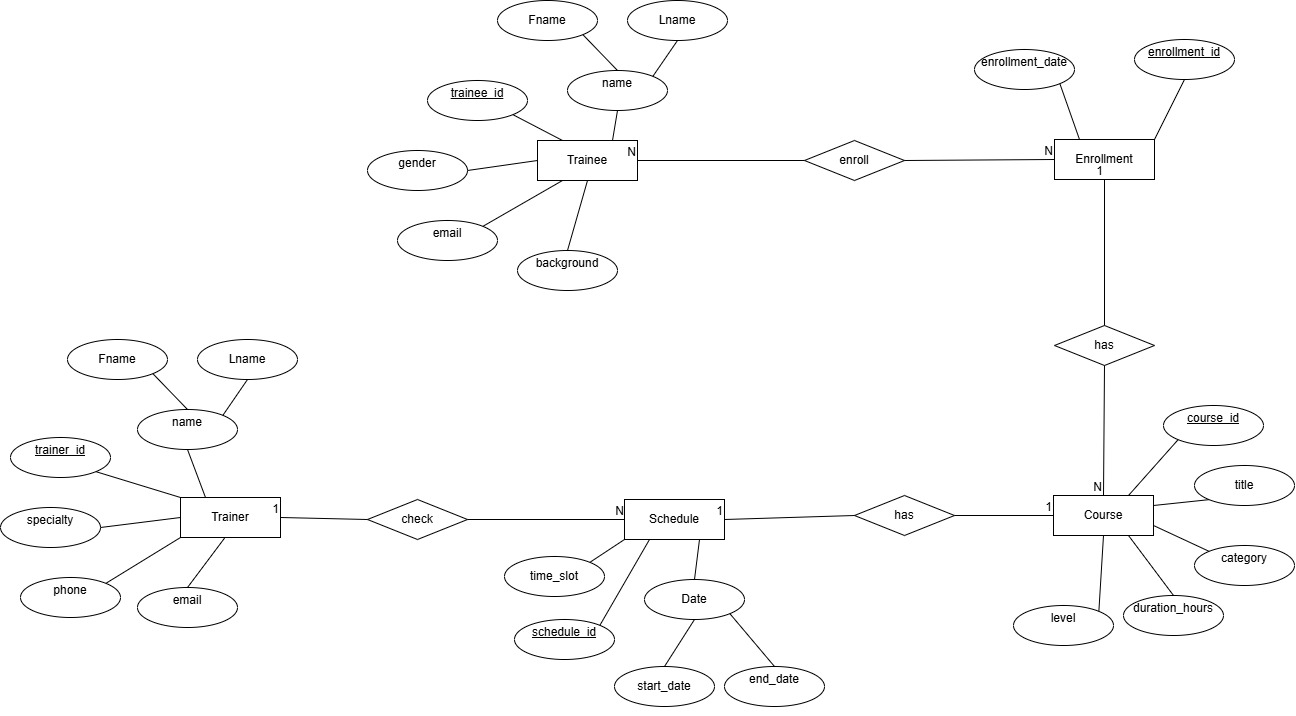 Fname
Lname
name
trainee_id
gender
email
background
N
Trainee
enroll
N
Enrollment
1
enrollment_date
enrollment_id
has
Fname
Lname
name
trainer_id
specialty
phone
email
Trainer
1
check
N
Schedule
1
time_slot
schedule_id
Date
start_date
end_date
has
1
N
Course
course_id
title
category
duration_hours
level